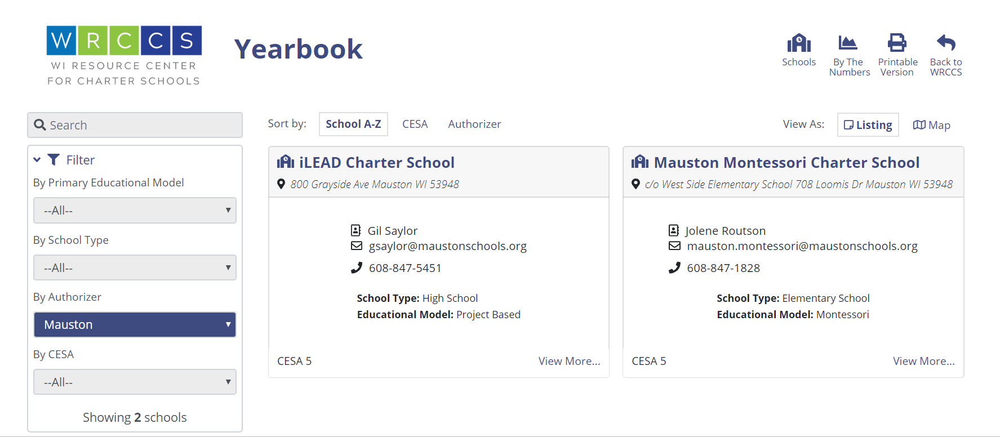 WRCCS
WI RESOURCE CENTER
FOR CHARTER SCHOOLS
Yearbook
Schools
By The
Numbers
Printable
Version
Back to
WRCCS
Search
Filter
By Primary Educational Model
--All--
By School Type
--All--
By Authorizer
Mauston
By CESA
--All--
Showing 2 schools
Sort by: School A-Z CESA Authorizer
View As: Listing Map
iLEAD Charter School
800 Grayside Ave Mauston WI 53948
Gil Saylor
gsaylor@maustonschools.org
608-847-5451
School Type: High School
Educational Model: Project Based
CESA 5 View More...
Mauston Montessori Charter School
c/o West Side Elementary School 708 Loomis Dr Mauston WI 53948
Jolene Routson
mauston.montessori@maustonschools.org
608-847-1828
School Type: Elementary School
Educational Model: Montessori
CESA 5 View More...